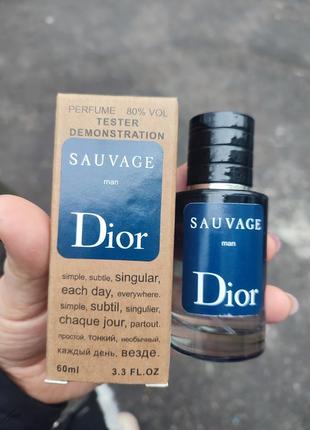 PERFUME 80% VOL
TESTER
DEMONSTRATION
SAUVAGE
man
Dior
simple, subtle, singular,
each day, everywhere.
simple, subtil, singulier,
chaque jour, partout.
простой, тонкий, необычный,
каждый день, везде.
60ml 3.3 FL.OZ
SAUVAGE
man
Dior